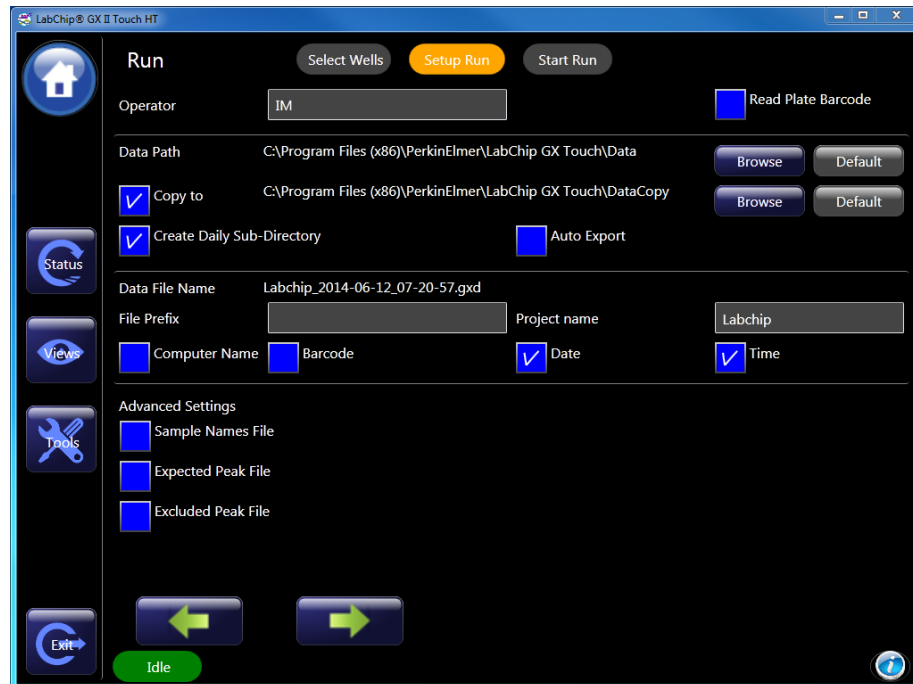 LabChip® GX II Touch HT
Run
Select Wells
Setup Run
Start Run
Operator
IM
Read Plate Barcode
Data Path
C:\Program Files (x86)\PerkinElmer\LabChip GX Touch\Data
Browse
Default
Copy to
C:\Program Files (x86)\PerkinElmer\LabChip GX Touch\DataCopy
Browse
Default
Create Daily Sub-Directory
Auto Export
Status
Data File Name
Labchip_2014-06-12_07-20-57.gxd
File Prefix
Project name
Labchip
Views
Computer Name
Barcode
Date
Time
Advanced Settings
Sample Names File
Tools
Expected Peak File
Excluded Peak File
Exit
Idle